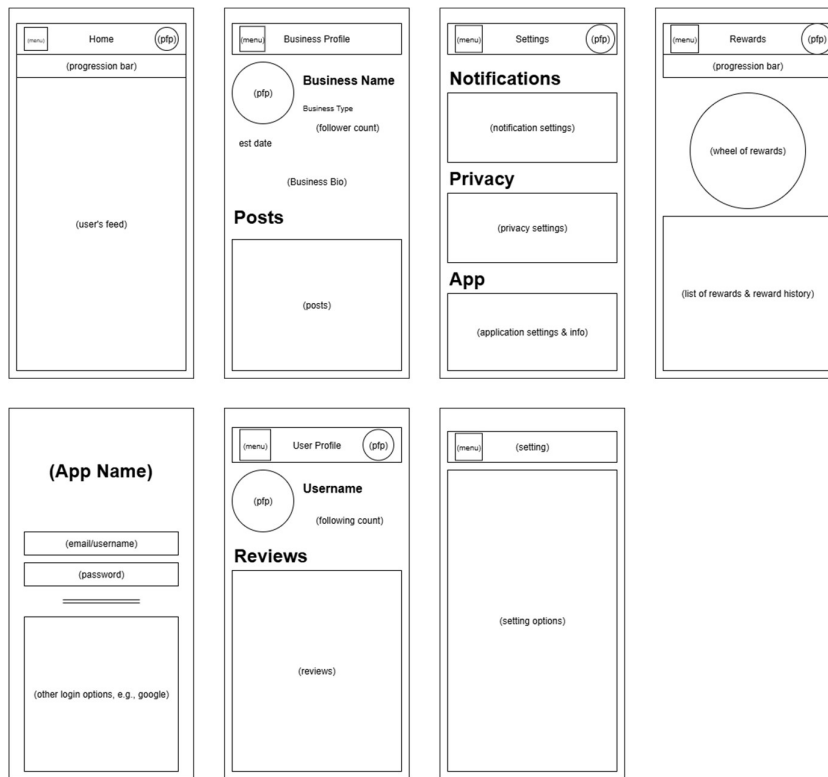 (menu)
Home
(pfp)
(progression bar)
(user's feed)
(menu)
Business Profile
(pfp)
Business Name
Business Type
(follower count)
est date
(Business Bio)
Posts
(posts)
(menu)
Settings
(pfp)
Notifications
(notification settings)
Privacy
(privacy settings)
App
(application settings & info)
(menu)
Rewards
(pfp)
(progression bar)
(wheel of rewards)
(list of rewards & reward history)
(App Name)
(email/username)
(password)
(other login options, e.g., google)
(menu)
User Profile
(pfp)
(pfp)
Username
(following count)
Reviews
(reviews)
(menu)
(setting)
(setting options)